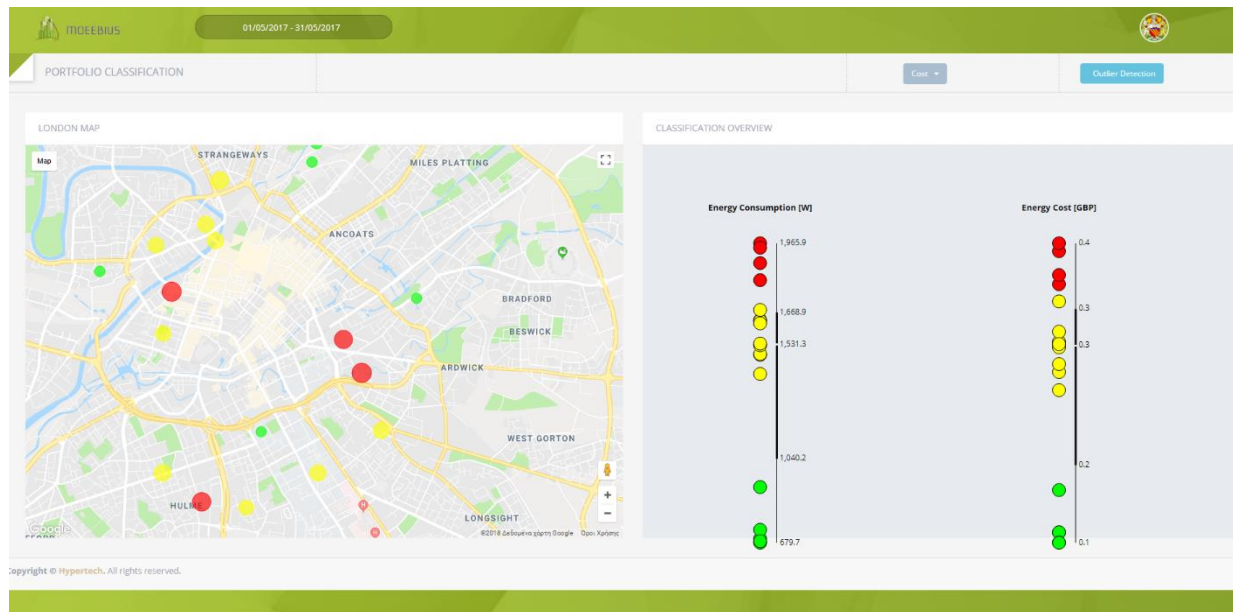 MOEEBIUS
01/05/2017 - 31/05/2017
PORTFOLIO CLASSIFICATION
Cost
Outlier Detection
LONDON MAP
Map
STRANGEWAYS
MILES PLATTING
ANCOATS
BRADFORD
BESWICK
ARDWICK
WEST GORTON
HULME
LONGSIGHT
H
H
+
−
Google
©2018 Δεδομένα χάρτη Google Όροι Χρήσης
CLASSIFICATION OVERVIEW
Energy Consumption [W]
1,965.9
1,668.9
1,531.3
1,040.2
679.7
Energy Cost [GBP]
0.4
0.3
0.3
0.2
0.1
Copyright © Hypertech. All rights reserved.